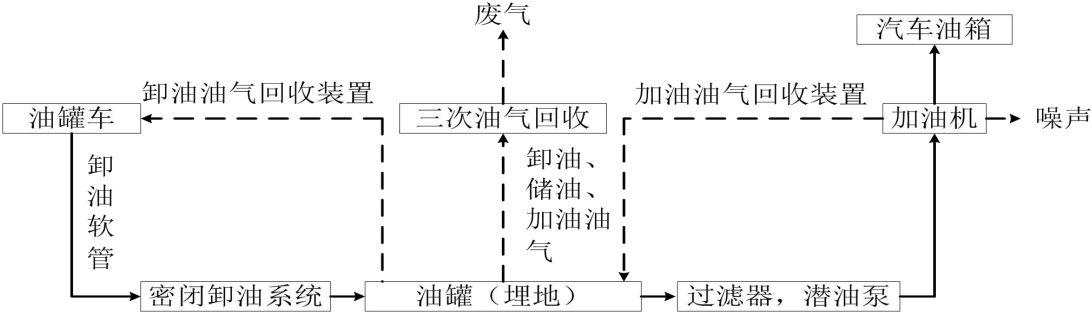 废气
汽车油箱
卸油油气回收装置
加油油气回收装置
油罐车
三次油气回收
加油机
噪声
卸油软管
卸油、
储油、
加油油
气
密闭卸油系统
油罐（埋地）
过滤器，潜油泵